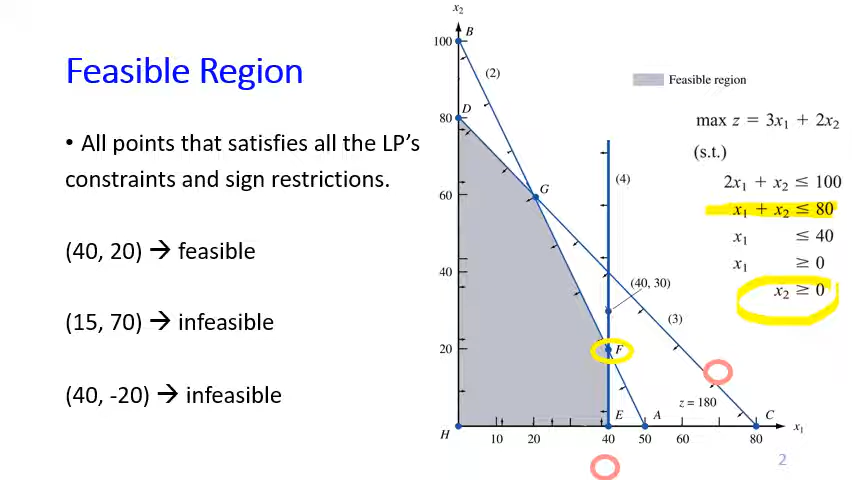 Feasible Region
• All points that satisfies all the LP's
constraints and sign restrictions.
(40, 20) → feasible
(15, 70) → infeasible
(40, -20) → infeasible
x₂
B
100
(2)
Feasible region
D
80
max z = 3x₁ + 2x₂
(s.t.)
2x₁ + x₂ ≤ 100
x₁ + x₂ ≤ 80
x₁ ≤ 40
x₁ ≥ 0
x₂ ≥ 0
(4)
G
60
40
(40, 30)
(3)
20
F
z = 180
E
A
C
H
x₁
10 20 30 40 50 60 80
2